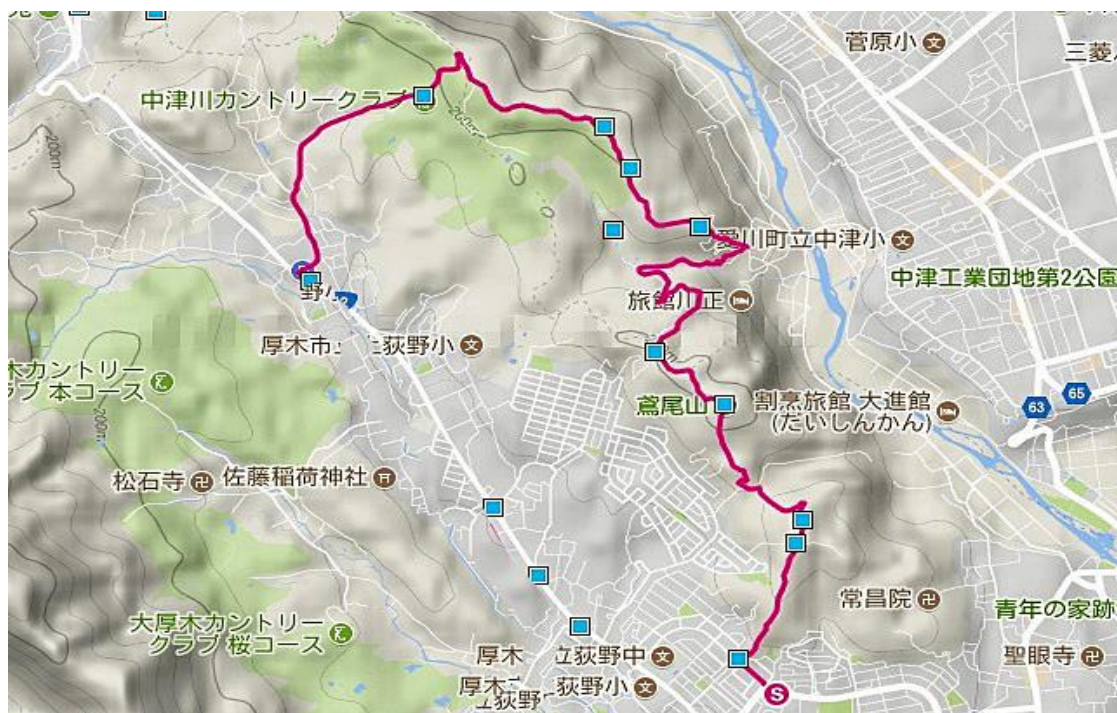 菅原小
三菱
中津川カントリークラブ
200m
200m
愛川町立中津小
中津工業団地第2公園
旅館川正
厚木市
荻野小
木カントリー
クラブ 本コース
鳶尾山
割烹旅館 大進館
(だいしんかん)
63
65
松石寺
佐藤稲荷神社
200m
常昌院
青年の家跡
大厚木カントリー
クラブ 桜コース
厚木
立荻野中
聖眼寺
厚木
荻野小
立荻野
S